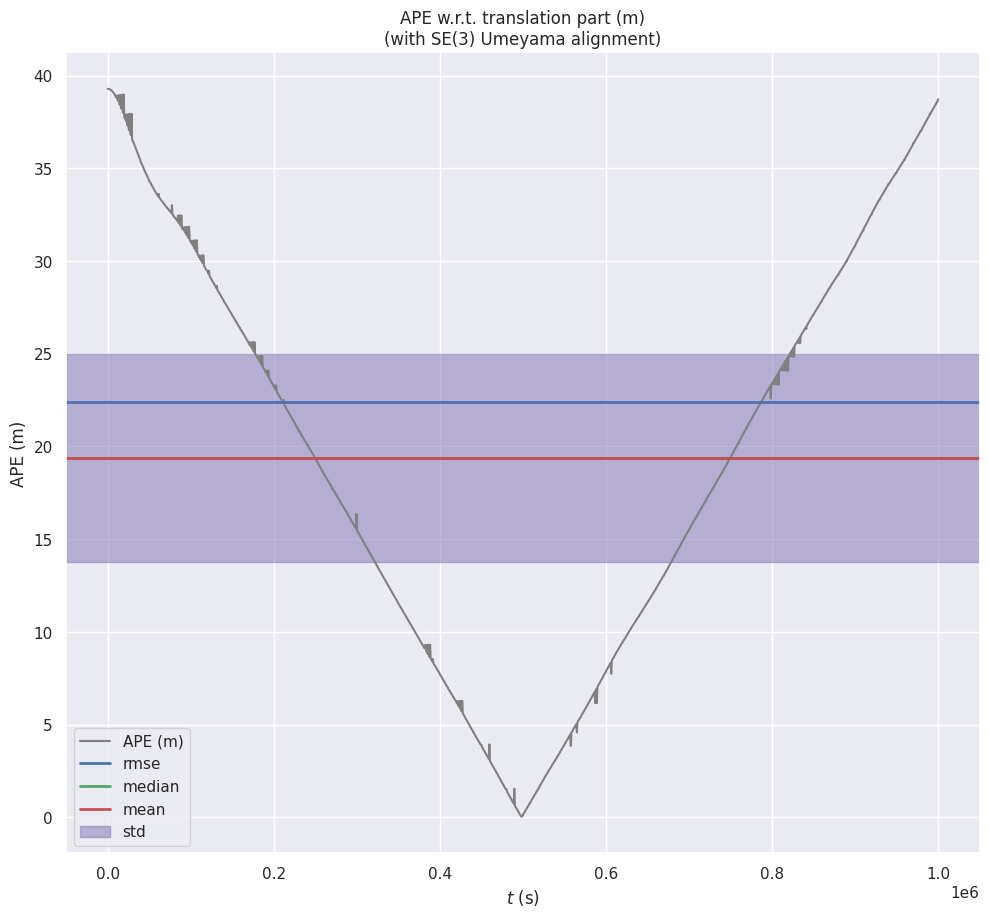 APE w.r.t. translation part (m)
(with SE(3) Umeyama alignment)
APE (m)
40
35
30
25
20
15
10
5
0
APE (m)
rmse
median
mean
std
0.0
0.2
0.4
0.6
0.8
1.0
1e6
t (s)